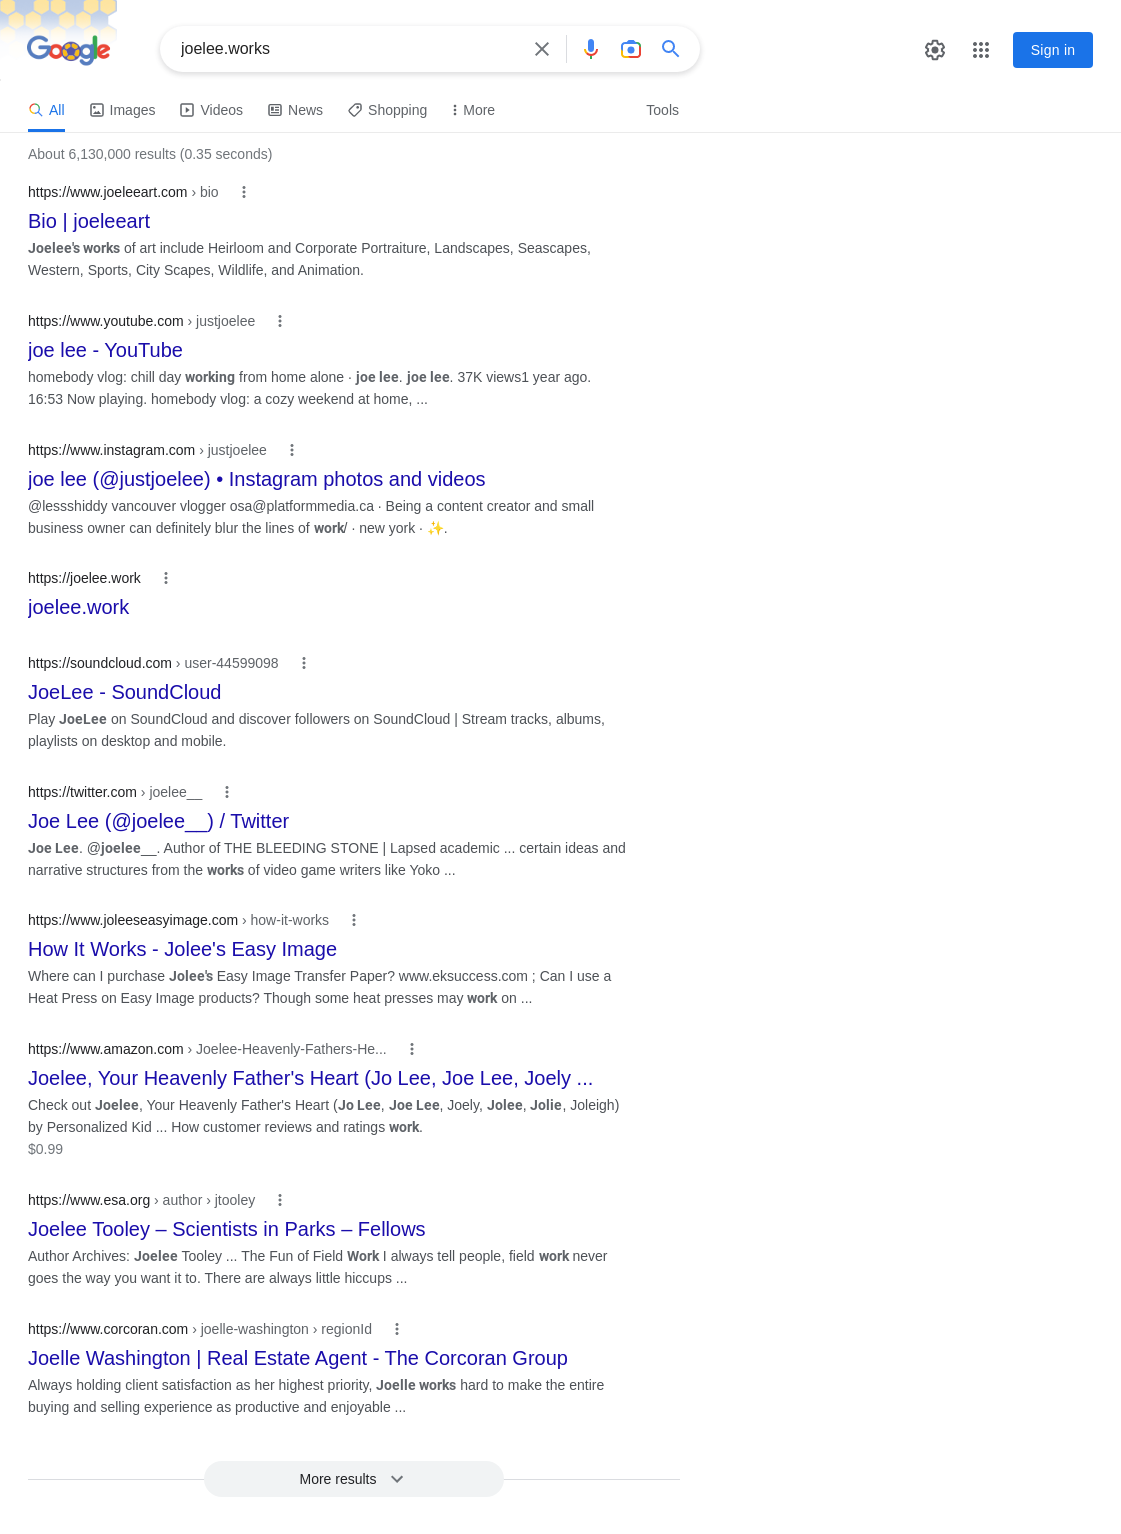 Google
joelee.works
Sign in
All
Images
Videos
News
Shopping
More
Tools
About 6,130,000 results (0.35 seconds)
https://www.joeleeart.com › bio
Bio | joeleeart
Joelee's works of art include Heirloom and Corporate Portraiture, Landscapes, Seascapes,
Western, Sports, City Scapes, Wildlife, and Animation.
https://www.youtube.com › justjoelee
joe lee - YouTube
homebody vlog: chill day working from home alone · joe lee. joe lee. 37K views1 year ago.
16:53 Now playing. homebody vlog: a cozy weekend at home, ...
https://www.instagram.com › justjoelee
joe lee (@justjoelee) • Instagram photos and videos
@lessshiddy vancouver vlogger osa@platformmedia.ca · Being a content creator and small
business owner can definitely blur the lines of work/ · new york · ✨.
https://joelee.work
joelee.work
https://soundcloud.com › user-44599098
JoeLee - SoundCloud
Play JoeLee on SoundCloud and discover followers on SoundCloud | Stream tracks, albums,
playlists on desktop and mobile.
https://twitter.com › joelee__
Joe Lee (@joelee__) / Twitter
Joe Lee. @joelee__. Author of THE BLEEDING STONE | Lapsed academic ... certain ideas and
narrative structures from the works of video game writers like Yoko ...
https://www.joleeseasyimage.com › how-it-works
How It Works - Jolee's Easy Image
Where can I purchase Jolee's Easy Image Transfer Paper? www.eksuccess.com ; Can I use a
Heat Press on Easy Image products? Though some heat presses may work on ...
https://www.amazon.com › Joelee-Heavenly-Fathers-He...
Joelee, Your Heavenly Father's Heart (Jo Lee, Joe Lee, Joely ...
Check out Joelee, Your Heavenly Father's Heart (Jo Lee, Joe Lee, Joely, Jolee, Jolie, Joleigh)
by Personalized Kid ... How customer reviews and ratings work.
$0.99
https://www.esa.org › author › jtooley
Joelee Tooley – Scientists in Parks – Fellows
Author Archives: Joelee Tooley ... The Fun of Field Work I always tell people, field work never
goes the way you want it to. There are always little hiccups ...
https://www.corcoran.com › joelle-washington › regionId
Joelle Washington | Real Estate Agent - The Corcoran Group
Always holding client satisfaction as her highest priority, Joelle works hard to make the entire
buying and selling experience as productive and enjoyable ...
More results